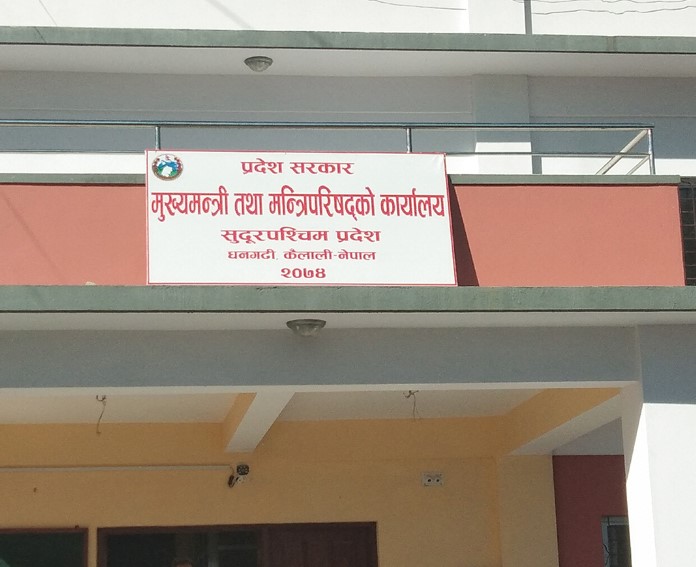 प्रदेश सरकार
मुख्यमन्त्री तथा मन्त्रिपरिषद्को कार्यालय
सुदूरपश्चिम प्रदेश
धनगढी, कैलाली-नेपाल
२०७४